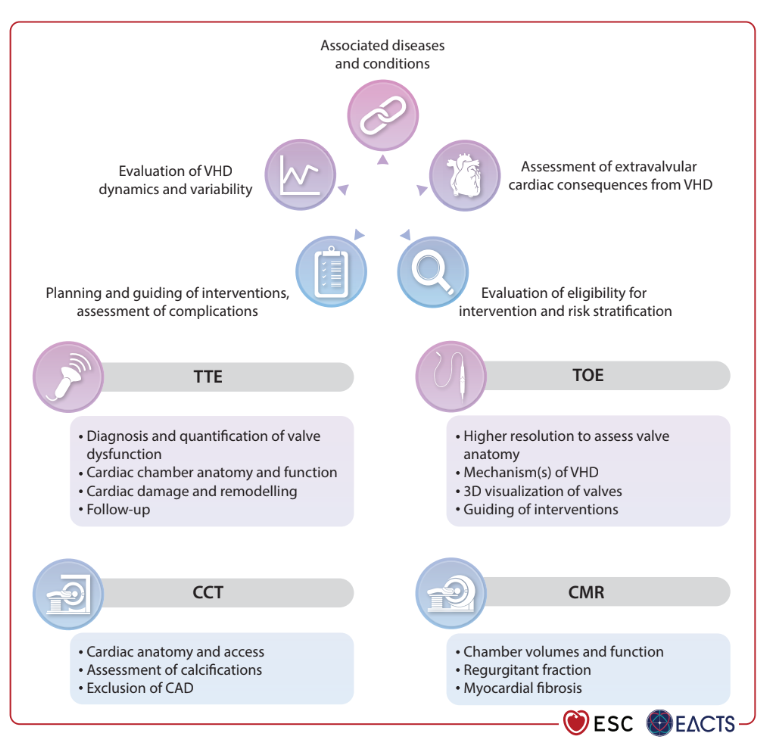 Associated diseases
and conditions
Evaluation of VHD
dynamics and variability
Assessment of extravalvular
cardiac consequences from VHD
Planning and guiding of interventions,
assessment of complications
Evaluation of eligibility for
intervention and risk stratification
TTE
• Diagnosis and quantification of valve
dysfunction
• Cardiac chamber anatomy and function
• Cardiac damage and remodelling
• Follow-up
TOE
• Higher resolution to assess valve
anatomy
• Mechanism(s) of VHD
• 3D visualization of valves
• Guiding of interventions
CCT
• Cardiac anatomy and access
• Assessment of calcifications
• Exclusion of CAD
CMR
• Chamber volumes and function
• Regurgitant fraction
• Myocardial fibrosis
ESC EACTS